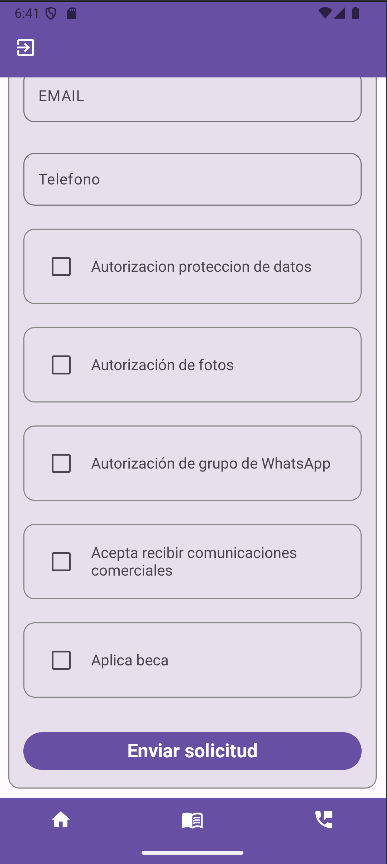 6:41
EMAIL
Telefono
Autorizacion proteccion de datos
Autorización de fotos
Autorización de grupo de WhatsApp
Acepta recibir comunicaciones
comerciales
Aplica beca
Enviar solicitud